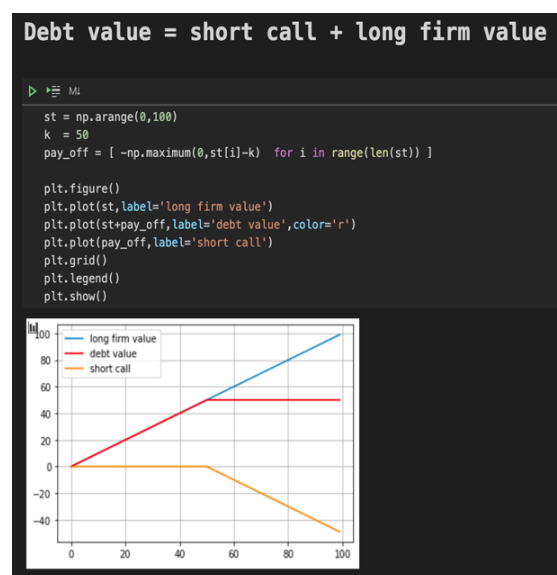 Debt value = short call + long firm value
M↓
st = np.arange(0,100)
k = 50
pay_off = [ -np.maximum(0,st[i]-k) for i in range(len(st)) ]
plt.figure()
plt.plot(st,label='long firm value')
plt.plot(st+pay_off,label='debt value',color='r')
plt.plot(pay_off,label='short call')
plt.grid()
plt.legend()
plt.show()
long firm value
debt value
short call
100
80
60
40
20
0
−20
−40
0 20 40 60 80 100